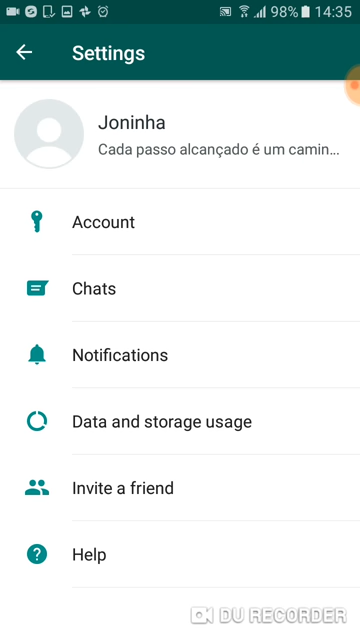 98% 14:35
Settings
Joninha
Cada passo alcançado é um camin...
Account
Chats
Notifications
Data and storage usage
Invite a friend
Help
DU RECORDER